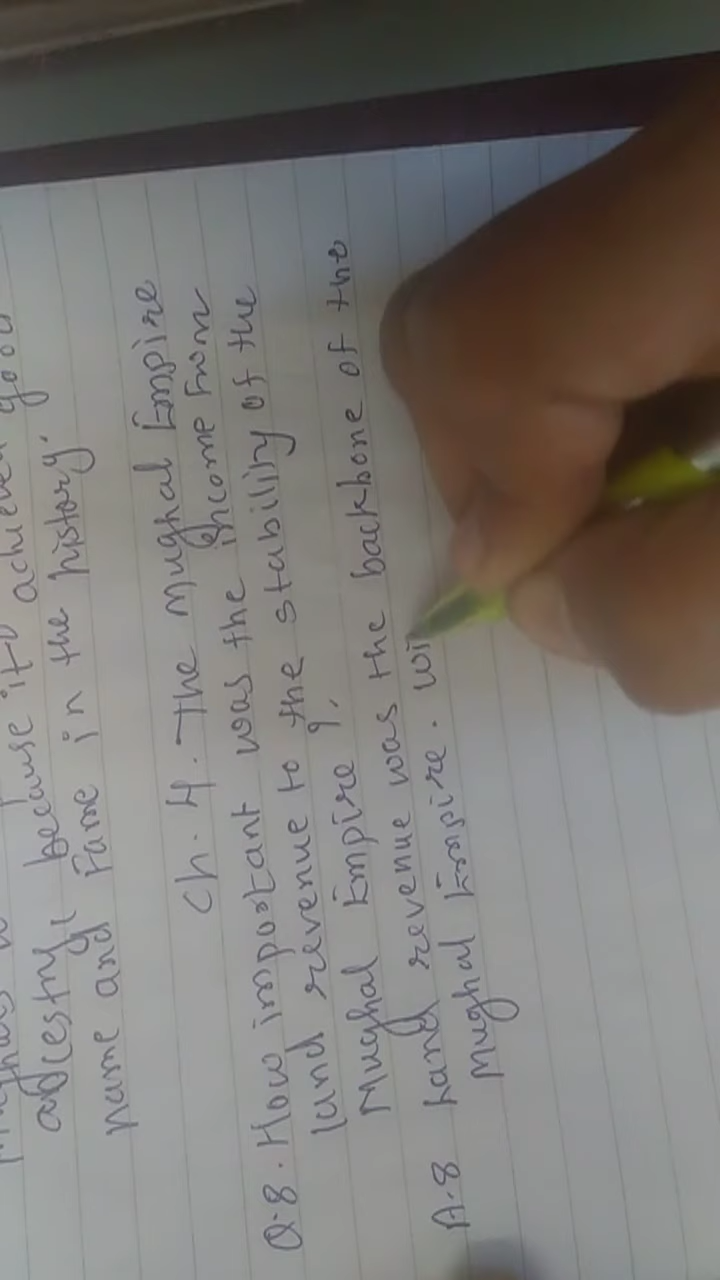 because it achieved good
ancestry
name and Fame in the history.
Ch. 4. The Mughal Empire
Q.8. How important was the income From
land revenue to the stability of the
Mughal Empire ?
A.8 Land revenue was the backbone of the
Mughal Empire. Wi